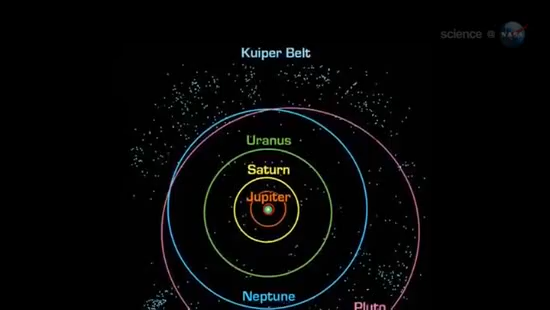 science @ NASA
Kuiper Belt
Uranus
Saturn
Jupiter
Neptune
Pluto